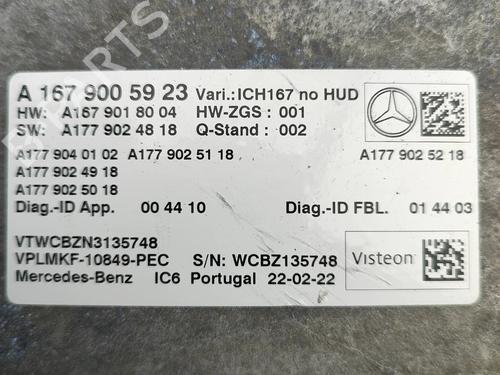 A 167 900 59 23 Vari.: ICH167 no HUD
HW: A167 901 80 04 HW-ZGS : 001
SW: A177 902 48 18 Q-Stand : 002
A177 904 01 02 A177 902 51 18 A177 902 52 18
A177 902 49 18
A177 902 50 18
Diag.-ID App. 00 44 10 Diag.-ID FBL. 01 44 03
VTWCBZN3135748
VPLMKF-10849-PEC S/N: WCBZ135748
Mercedes-Benz IC6 Portugal 22-02-22
Visteon